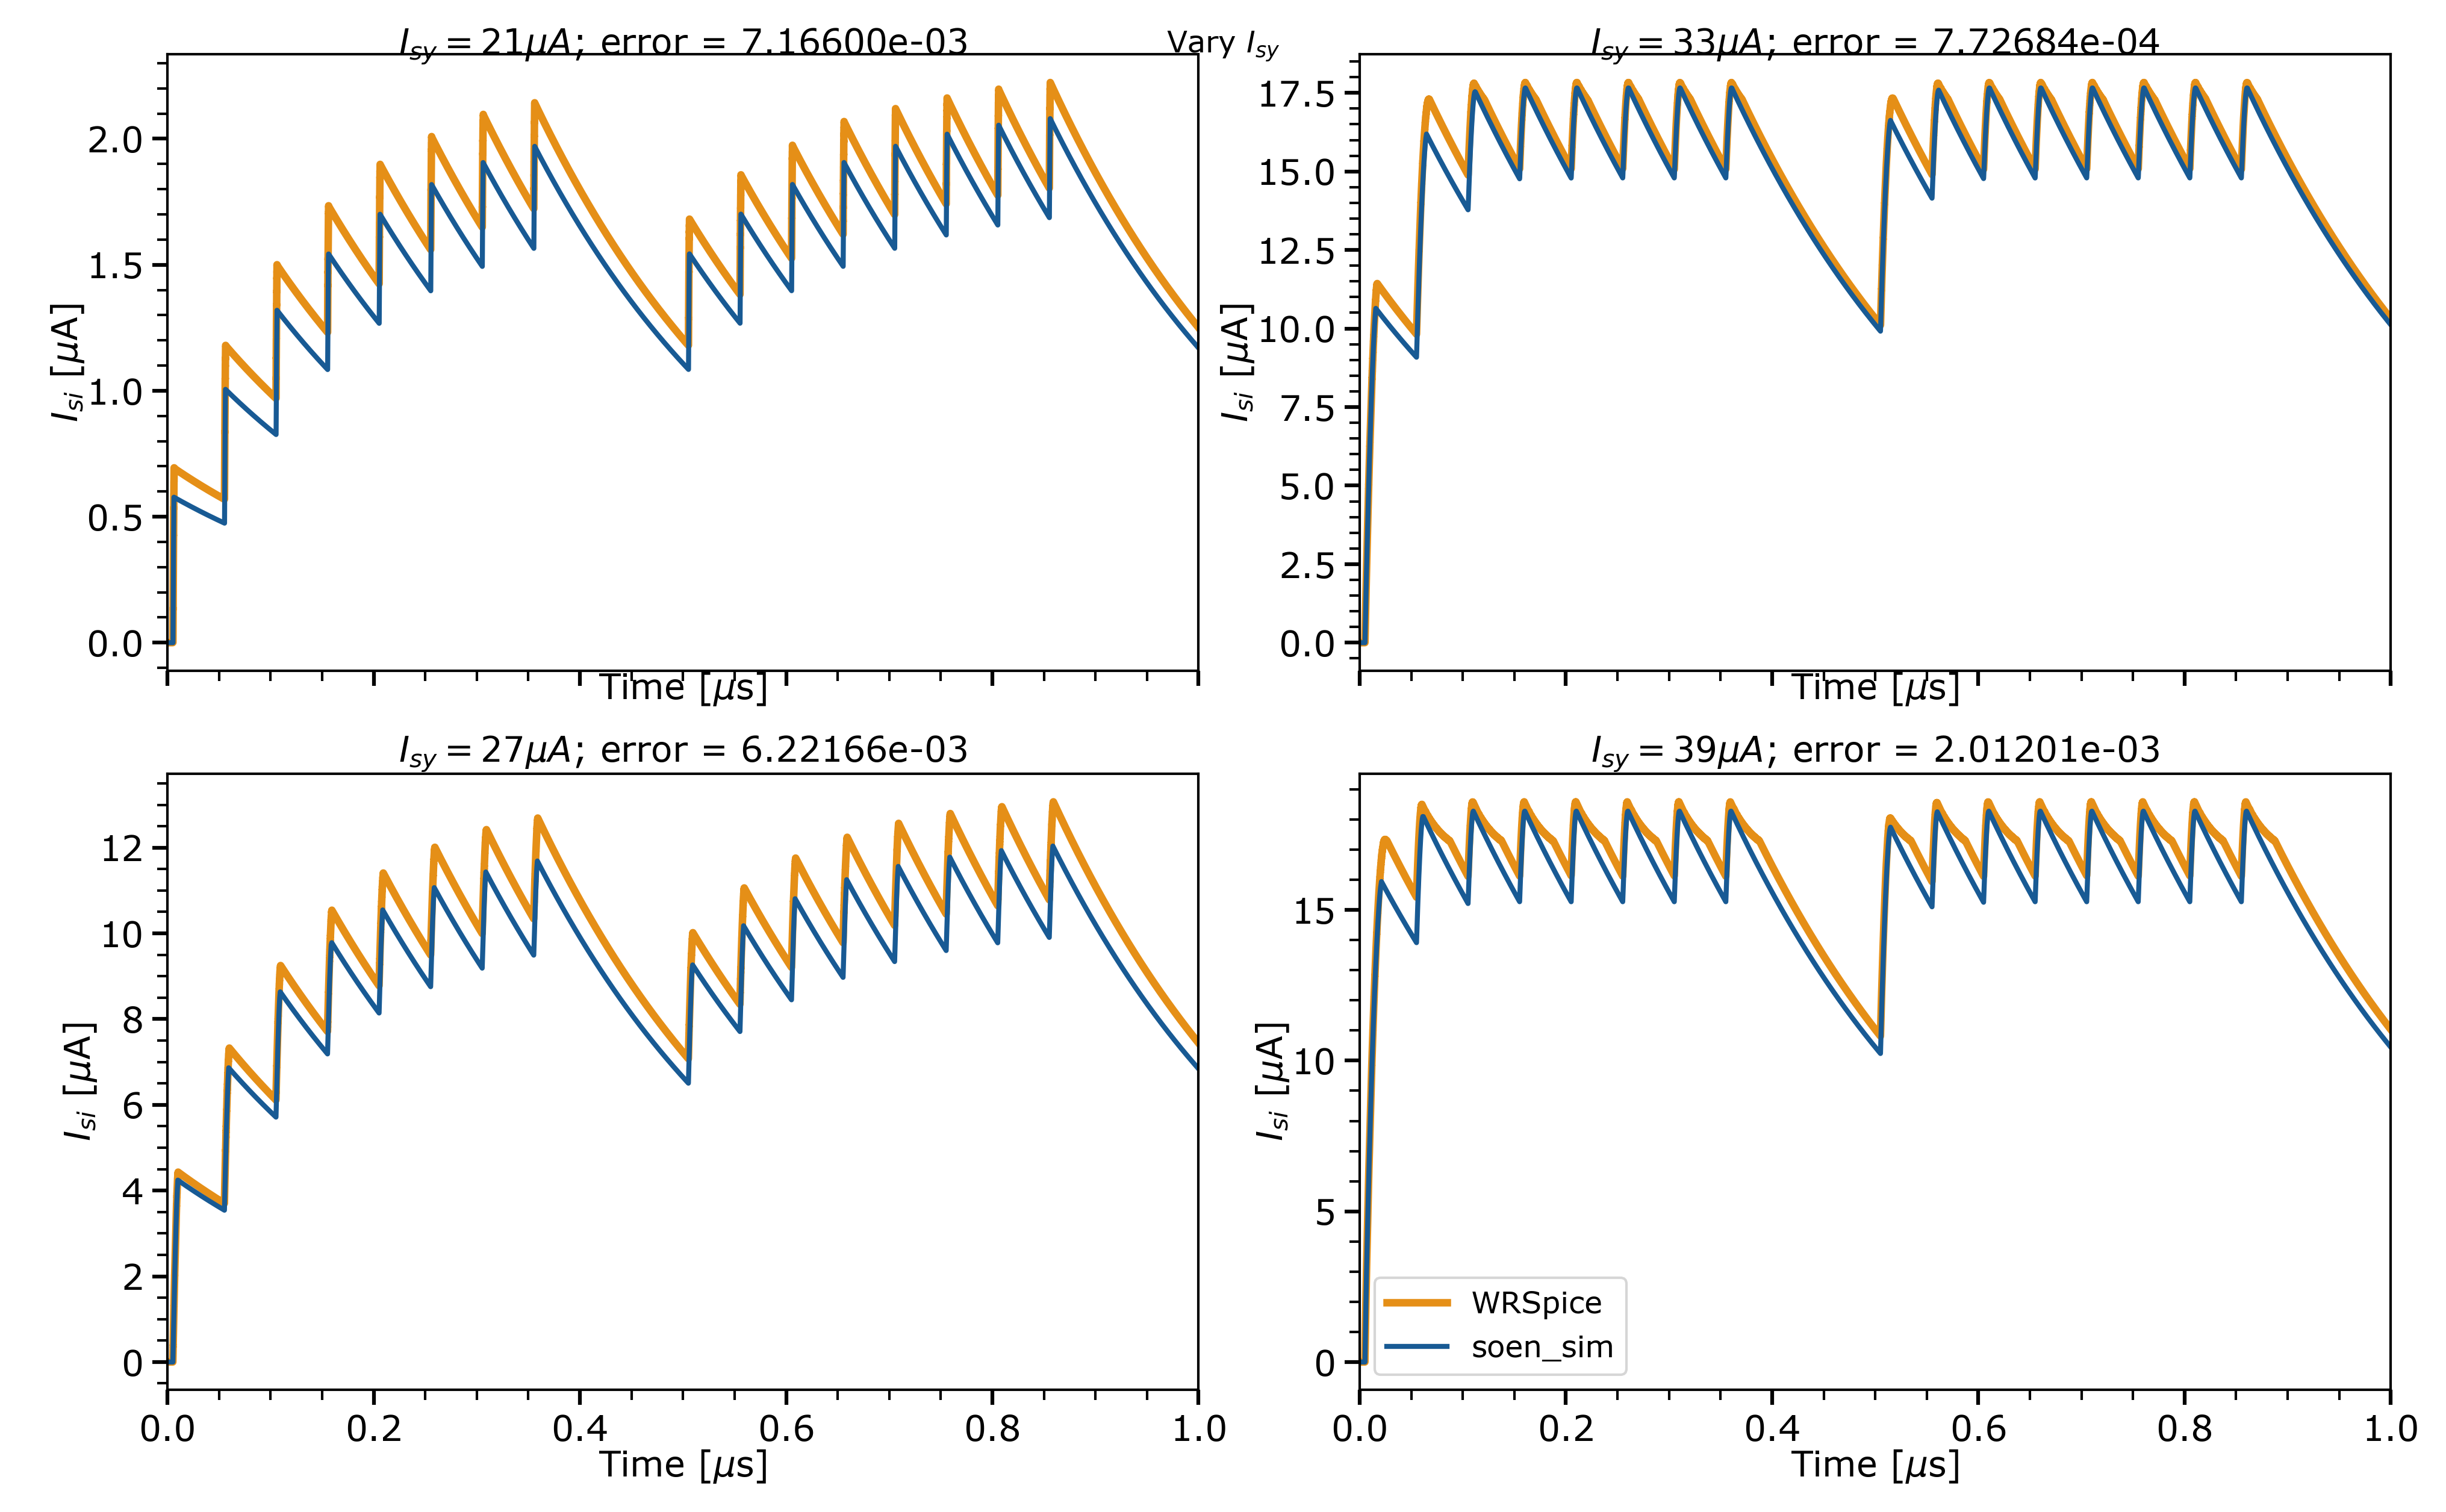 Vary I_sy
I_sy = 21μA; error = 7.16600e-03
2.0
1.5
1.0
0.5
0.0
I_si [μA]
Time [μs]
I_sy = 33μA; error = 7.72684e-04
17.5
15.0
12.5
10.0
7.5
5.0
2.5
0.0
I_si [μA]
Time [μs]
I_sy = 27μA; error = 6.22166e-03
12
10
8
6
4
2
0
I_si [μA]
0.0 0.2 0.4 0.6 0.8 1.0
Time [μs]
I_sy = 39μA; error = 2.01201e-03
15
10
5
0
I_si [μA]
WRSpice
soen_sim
0.0 0.2 0.4 0.6 0.8 1.0
Time [μs]